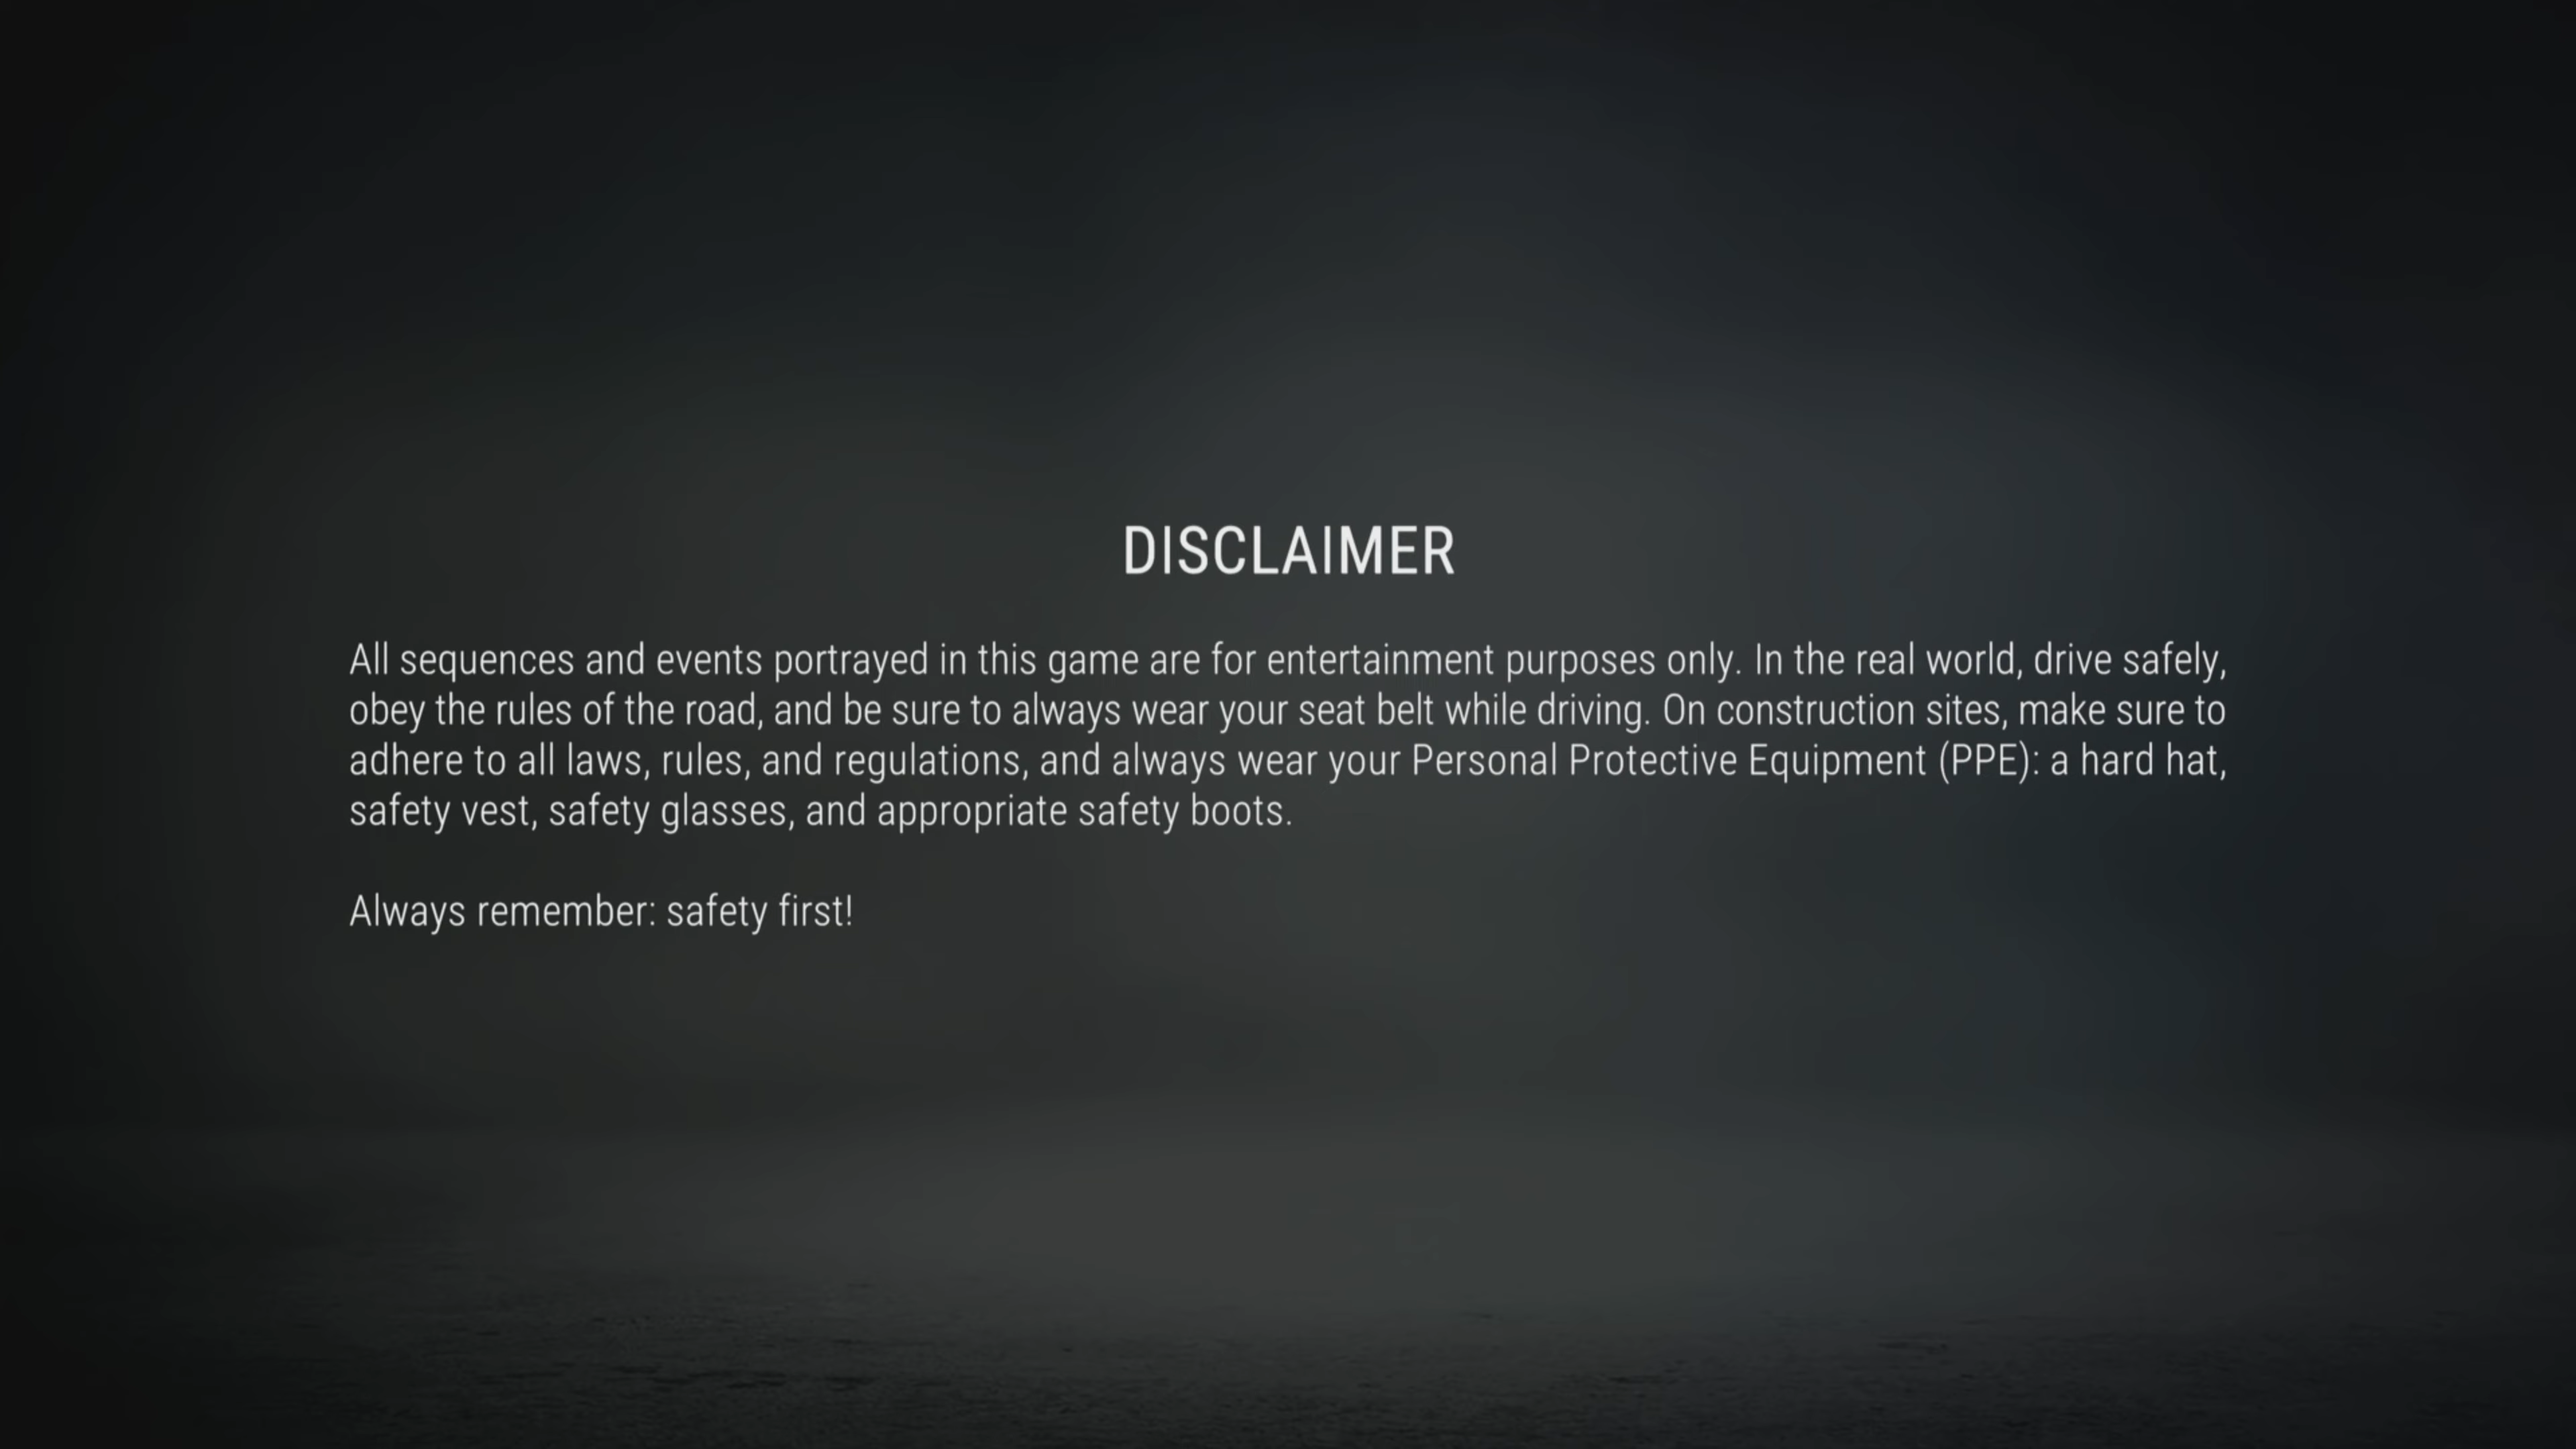 DISCLAIMER
All sequences and events portrayed in this game are for entertainment purposes only. In the real world, drive safely,
obey the rules of the road, and be sure to always wear your seat belt while driving. On construction sites, make sure to
adhere to all laws, rules, and regulations, and always wear your Personal Protective Equipment (PPE): a hard hat,
safety vest, safety glasses, and appropriate safety boots.
Always remember: safety first!